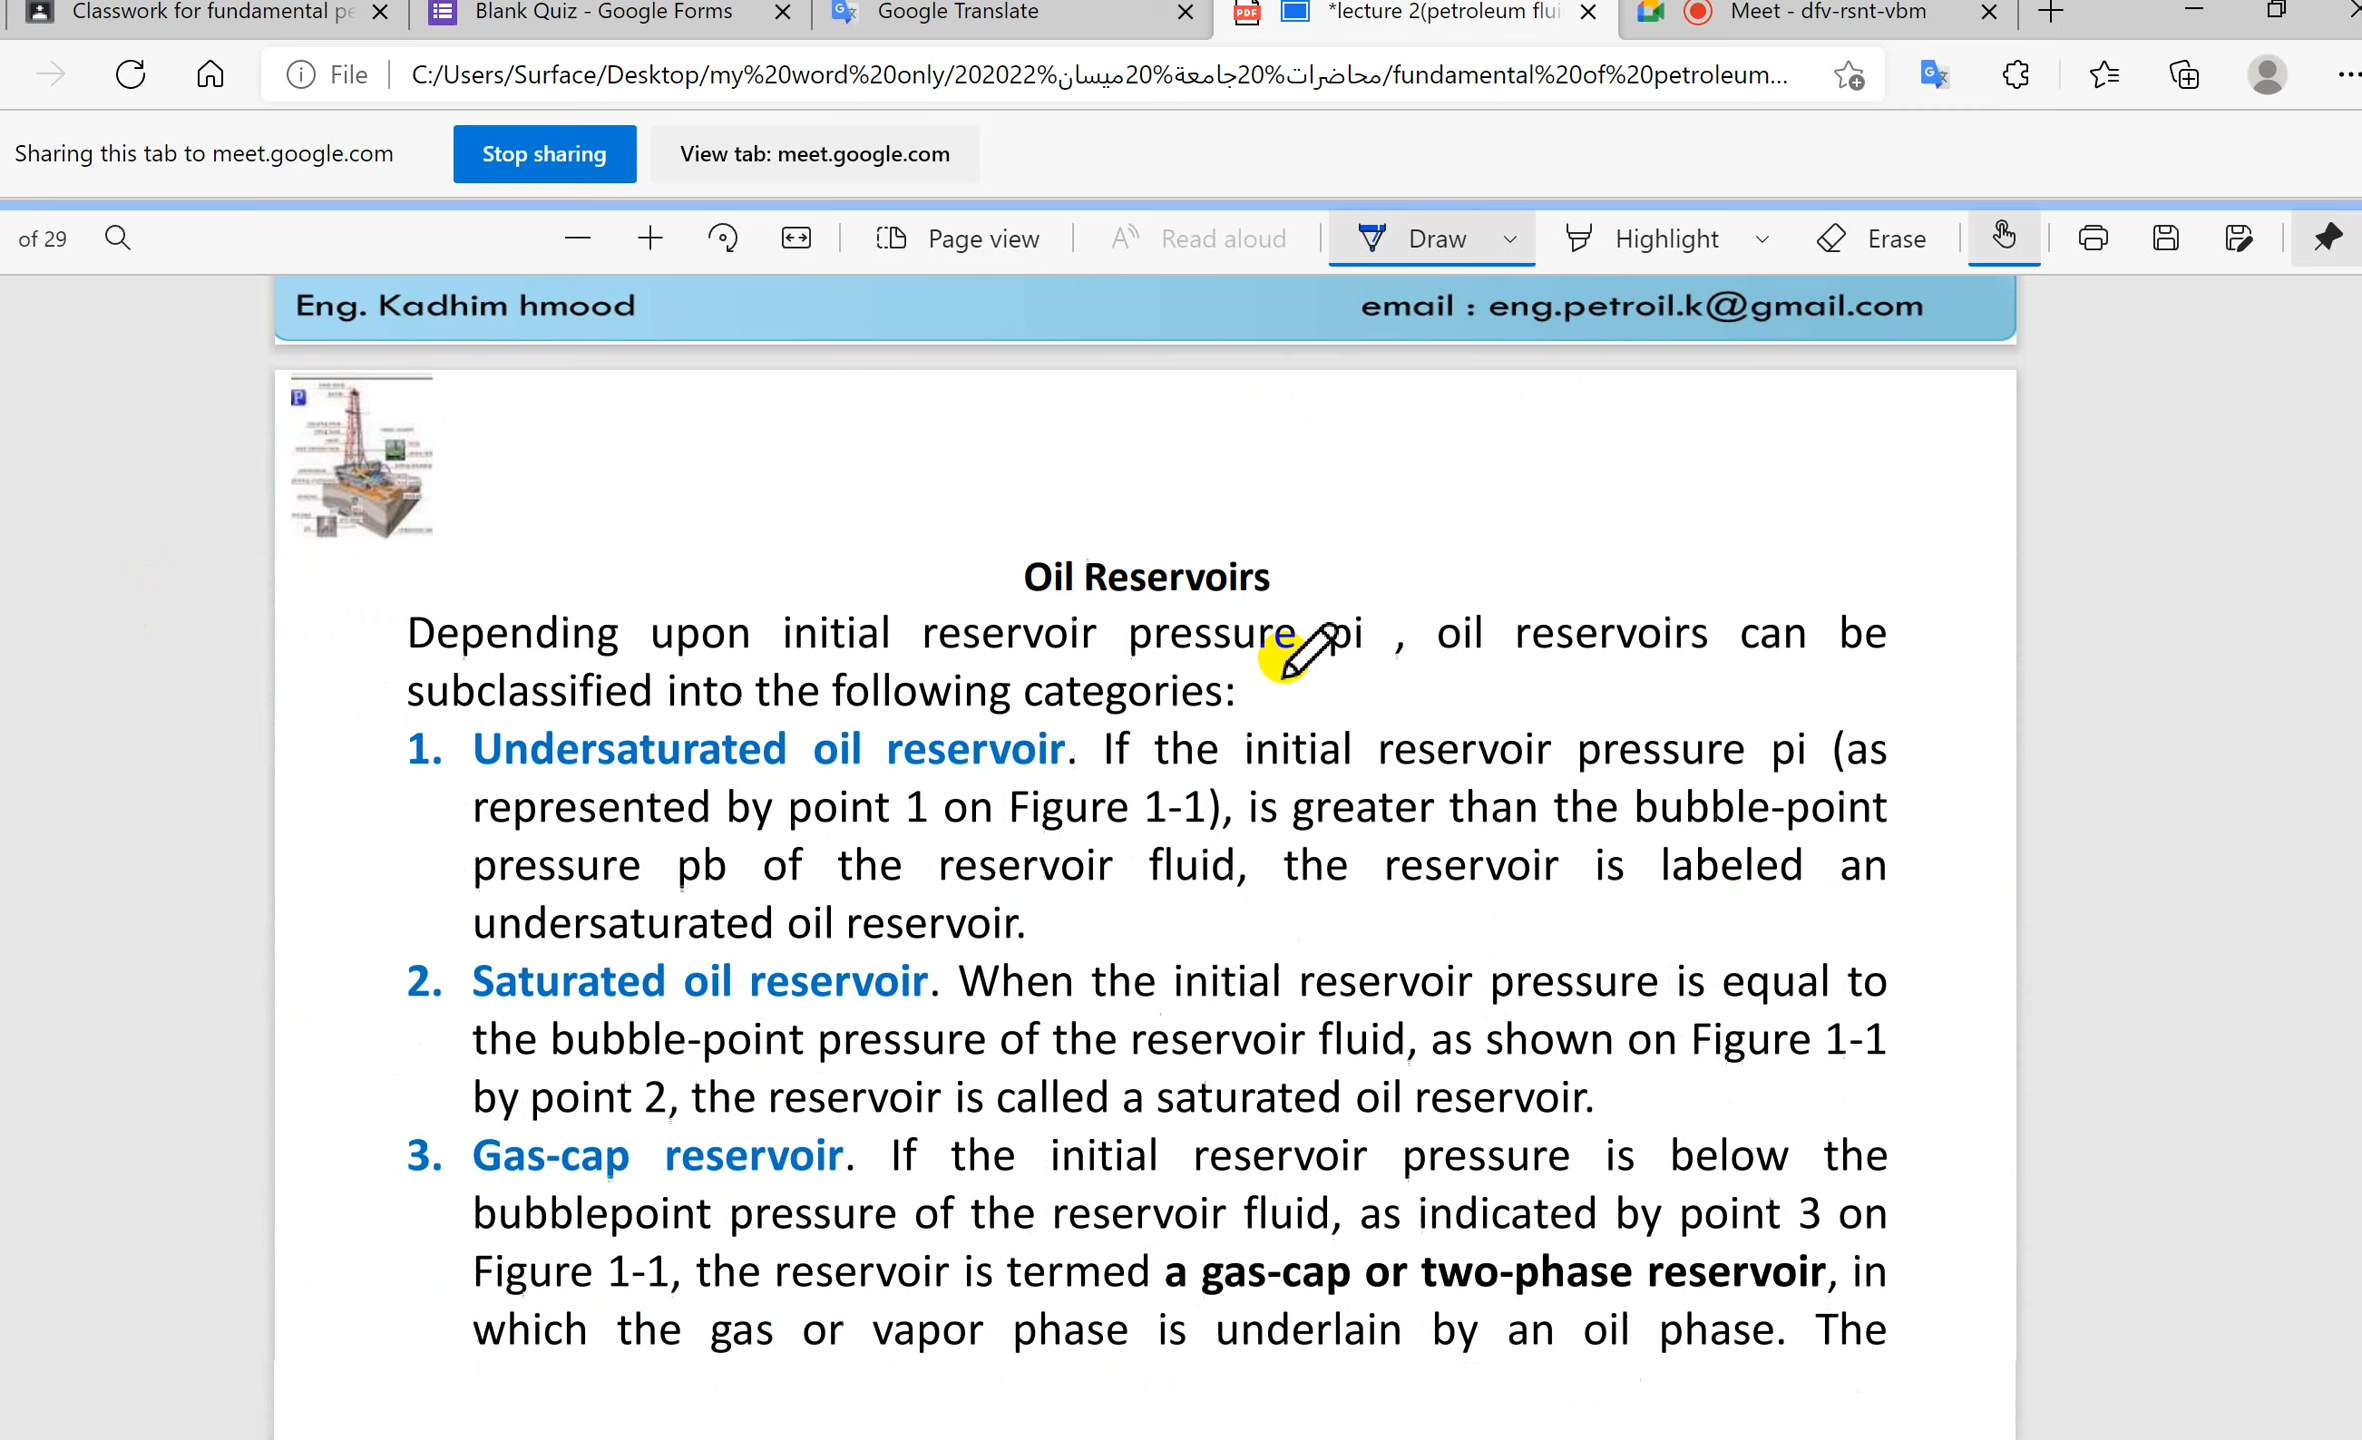 Classwork for fundamental pe
Blank Quiz - Google Forms
Google Translate
*lecture 2(petroleum flui
Meet - dfv-rsnt-vbm
File
C:/Users/Surface/Desktop/my%20word%20only/202022%محاضرات%20جامعة%20ميسان/fundamental%20of%20petroleum...
Sharing this tab to meet.google.com
Stop sharing
View tab: meet.google.com
of 29
Page view
Read aloud
Draw
Highlight
Erase
Eng. Kadhim hmood
email : eng.petroil.k@gmail.com
Oil Reservoirs
Depending upon initial reservoir pressure pi , oil reservoirs can be
subclassified into the following categories:
1. Undersaturated oil reservoir. If the initial reservoir pressure pi (as
represented by point 1 on Figure 1-1), is greater than the bubble-point
pressure pb of the reservoir fluid, the reservoir is labeled an
undersaturated oil reservoir.
2. Saturated oil reservoir. When the initial reservoir pressure is equal to
the bubble-point pressure of the reservoir fluid, as shown on Figure 1-1
by point 2, the reservoir is called a saturated oil reservoir.
3. Gas-cap reservoir. If the initial reservoir pressure is below the
bubblepoint pressure of the reservoir fluid, as indicated by point 3 on
Figure 1-1, the reservoir is termed a gas-cap or two-phase reservoir, in
which the gas or vapor phase is underlain by an oil phase. The